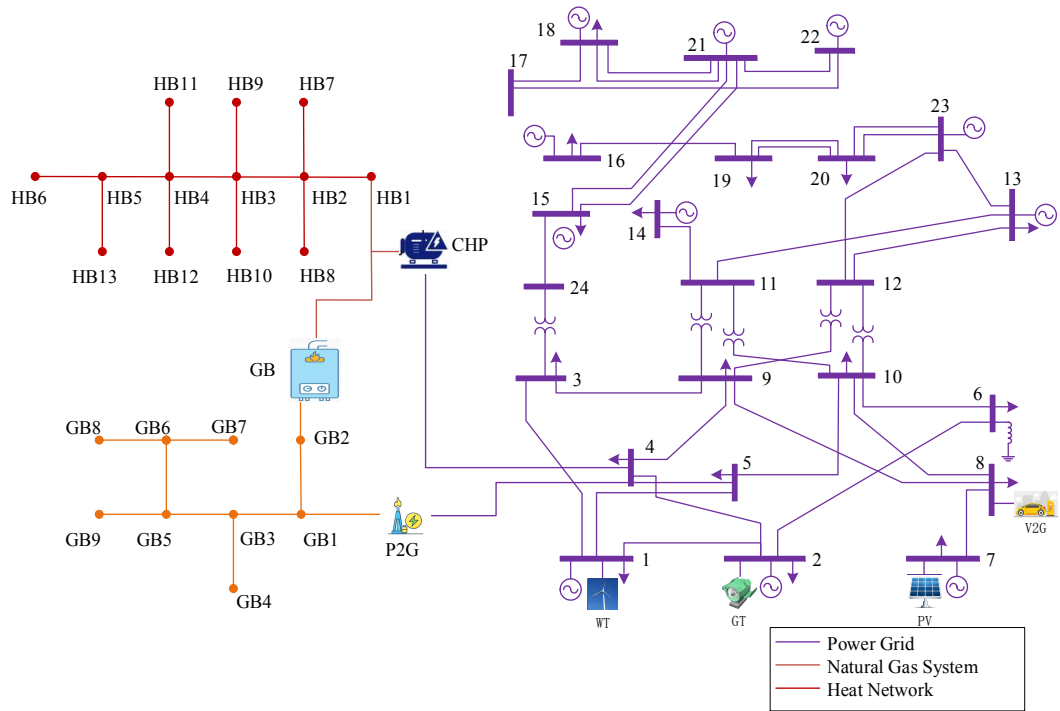 18
21
22
17
HB11
HB9
HB7
23
16
19
20
13
HB6
HB5
HB4
HB3
HB2
HB1
15
14
CHP
HB13
HB12
HB10
HB8
24
11
12
GB
3
9
10
6
GB8
GB6
GB7
GB2
4
5
8
V2G
GB9
GB5
GB3
GB1
P2G
1
2
7
GB4
WT
GT
PV
Power Grid
Natural Gas System
Heat Network